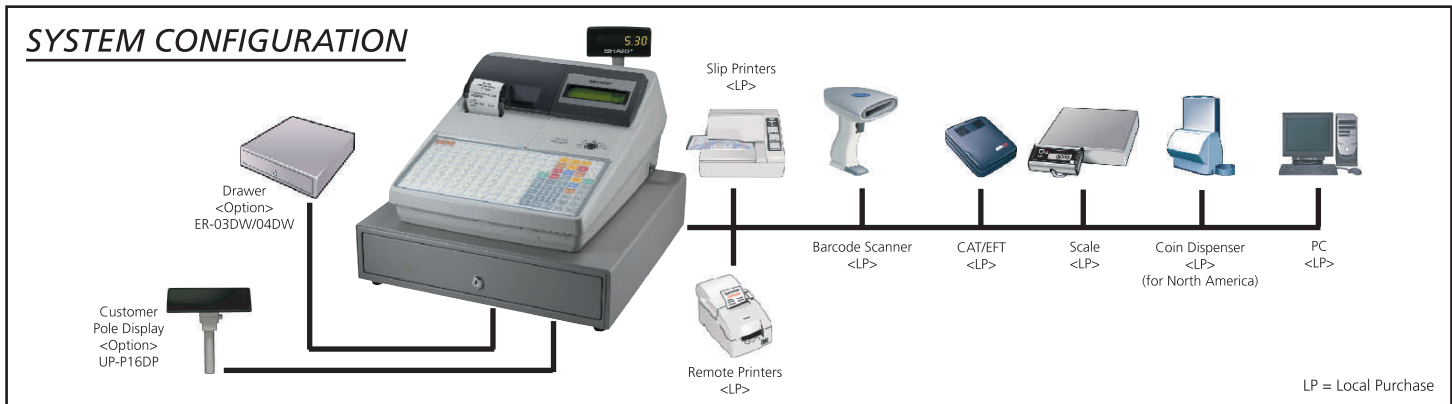 SYSTEM CONFIGURATION
5.30
SHARP
Slip Printers
<LP>
Drawer
<Option>
ER-03DW/04DW
Barcode Scanner
<LP>
CAT/EFT
<LP>
Scale
<LP>
Coin Dispenser
<LP>
(for North America)
PC
<LP>
Customer
Pole Display
<Option>
UP-P16DP
Remote Printers
<LP>
LP = Local Purchase